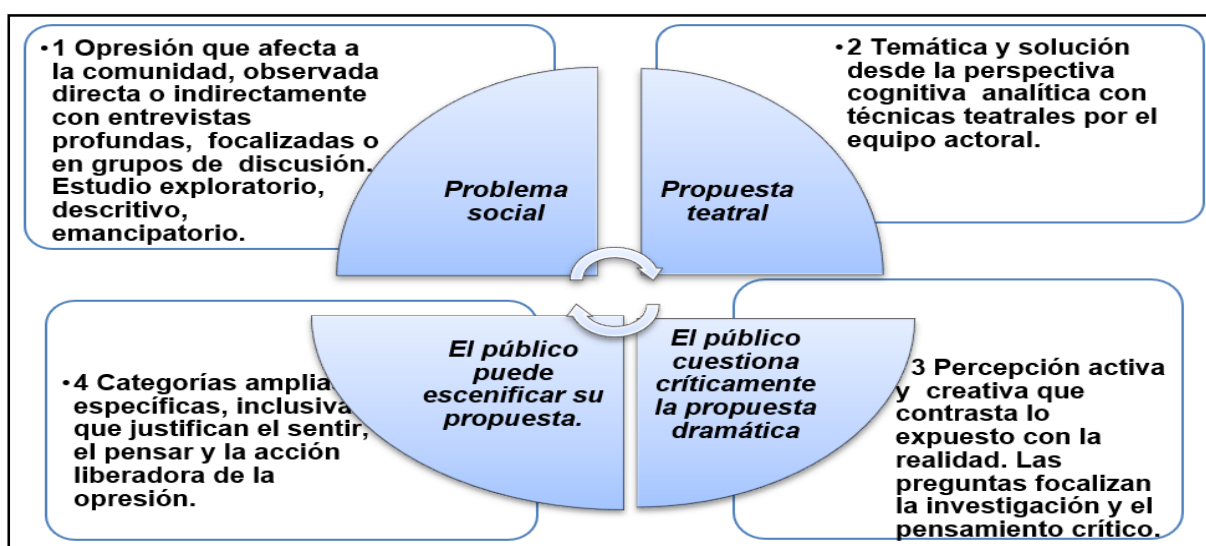 •1 Opresión que afecta a
la comunidad, observada
directa o indirectamente
con entrevistas
profundas, focalizadas o
en grupos de discusión.
Estudio exploratorio,
descritivo,
emancipatorio.
Problema
social
•2 Temática y solución
desde la perspectiva
cognitiva analítica con
técnicas teatrales por el
equipo actoral.
Propuesta
teatral
El público
cuestiona
críticamente
la propuesta
dramática
3 Percepción activa
y creativa que
contrasta lo
expuesto con la
realidad. Las
preguntas focalizan
la investigación y el
pensamiento crítico.
El público
puede
escenificar su
propuesta.
•4 Categorías amplia
específicas, inclusiva
que justifican el sentir,
el pensar y la acción
liberadora de la
opresión.